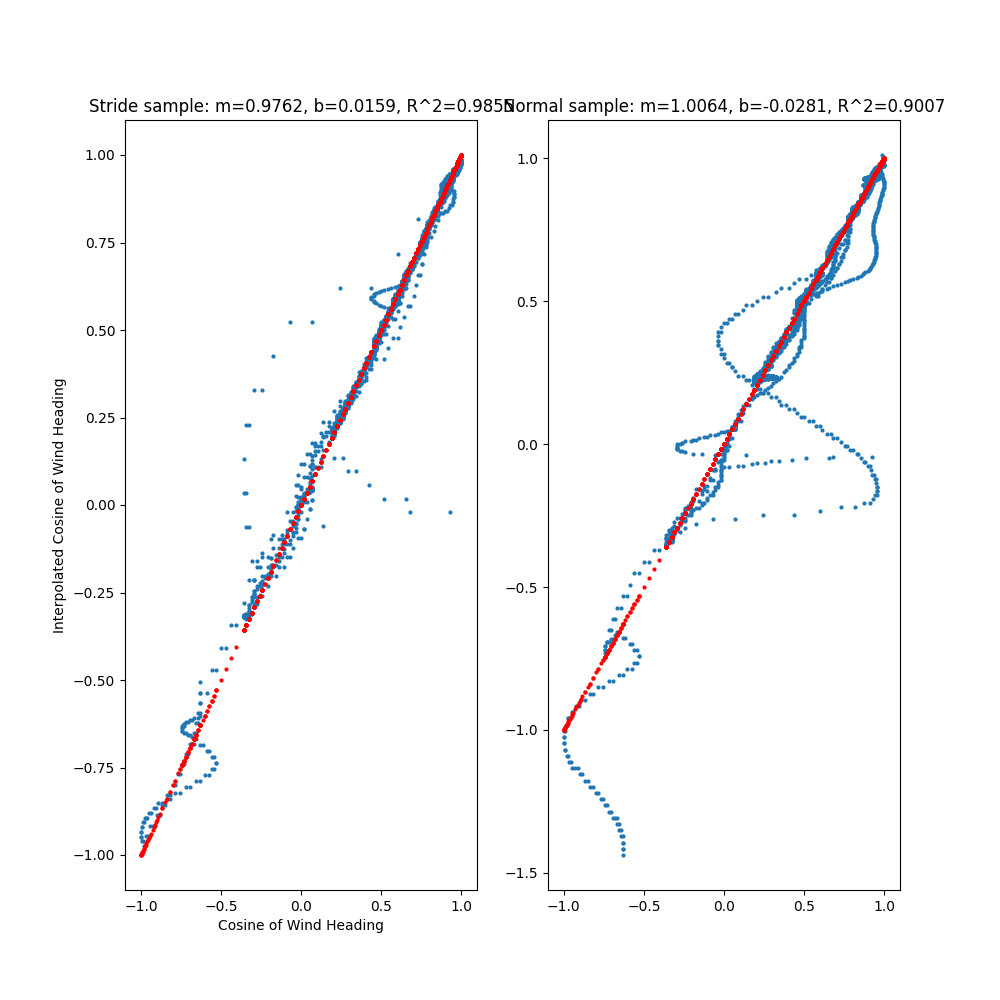 Stride sample: m=0.9762, b=0.0159, R^2=0.985
Normal sample: m=1.0064, b=-0.0281, R^2=0.9007
Interpolated Cosine of Wind Heading
1.00
0.75
0.50
0.25
0.00
−0.25
−0.50
−0.75
−1.00
−1.0 −0.5 0.0 0.5 1.0
Cosine of Wind Heading
1.0
0.5
0.0
−0.5
−1.0
−1.5
−1.0 −0.5 0.0 0.5 1.0